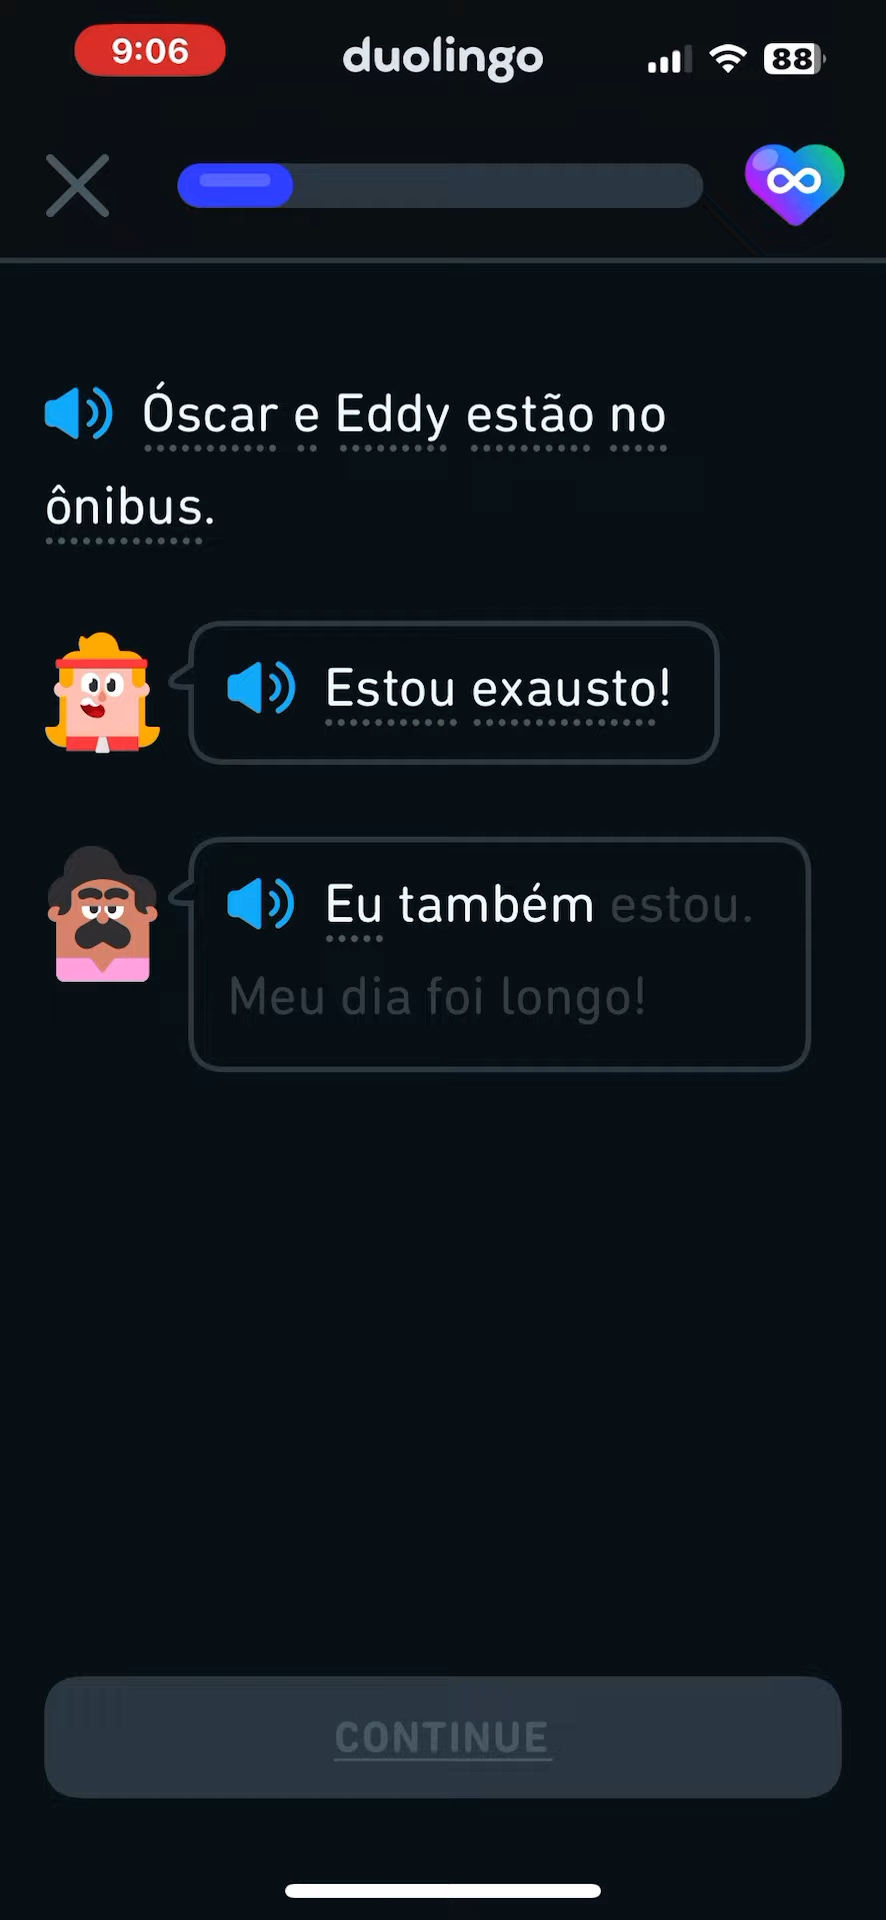 9:06
duolingo
88
Óscar e Eddy estão no
ônibus.
Estou exausto!
Eu também estou.
Meu dia foi longo!
CONTINUE